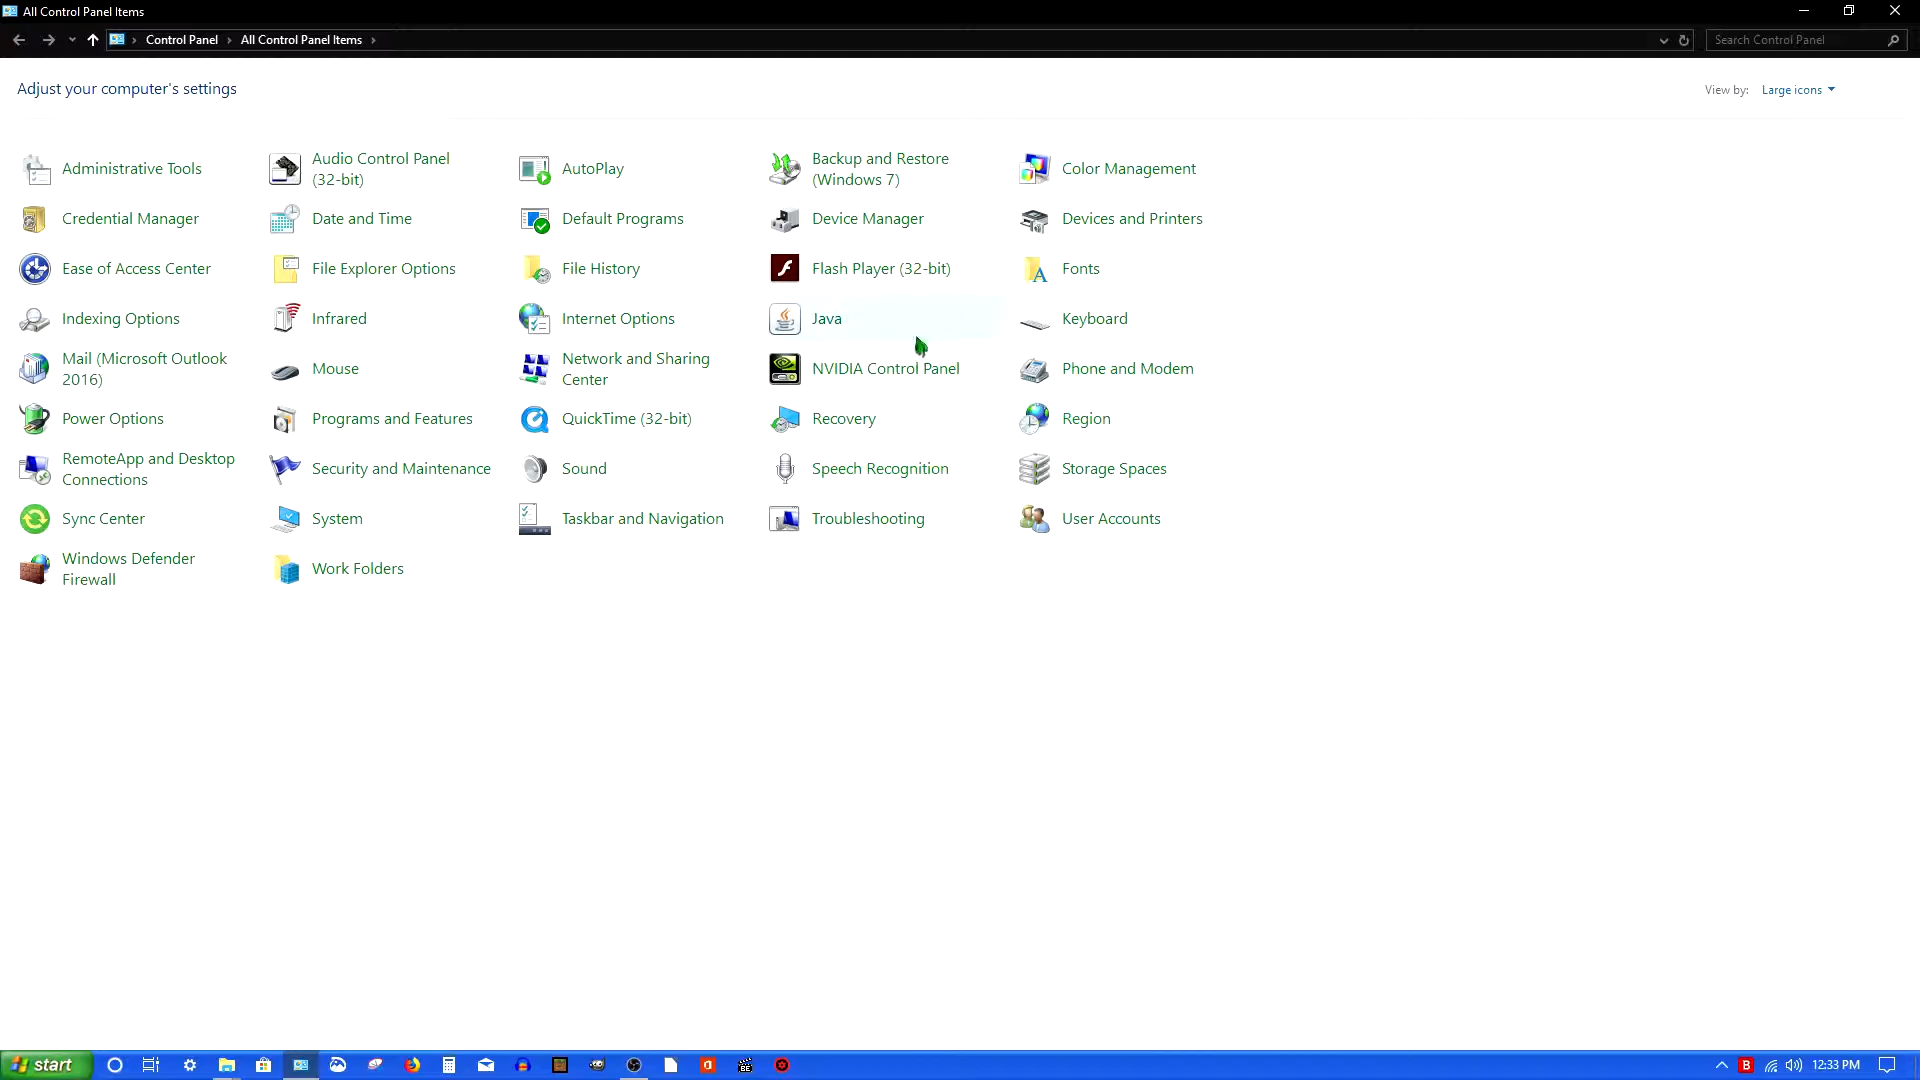 All Control Panel Items
Control Panel > All Control Panel Items >
Search Control Panel
Adjust your computer's settings
View by: Large icons
Administrative Tools
Audio Control Panel
(32-bit)
AutoPlay
Backup and Restore
(Windows 7)
Color Management
Credential Manager
Date and Time
Default Programs
Device Manager
Devices and Printers
Ease of Access Center
File Explorer Options
File History
Flash Player (32-bit)
Fonts
Indexing Options
Infrared
Internet Options
Java
Keyboard
Mail (Microsoft Outlook
2016)
Mouse
Network and Sharing
Center
NVIDIA Control Panel
Phone and Modem
Power Options
Programs and Features
QuickTime (32-bit)
Recovery
Region
RemoteApp and Desktop
Connections
Security and Maintenance
Sound
Speech Recognition
Storage Spaces
Sync Center
System
Taskbar and Navigation
Troubleshooting
User Accounts
Windows Defender
Firewall
Work Folders
start
BE
B
12:33 PM